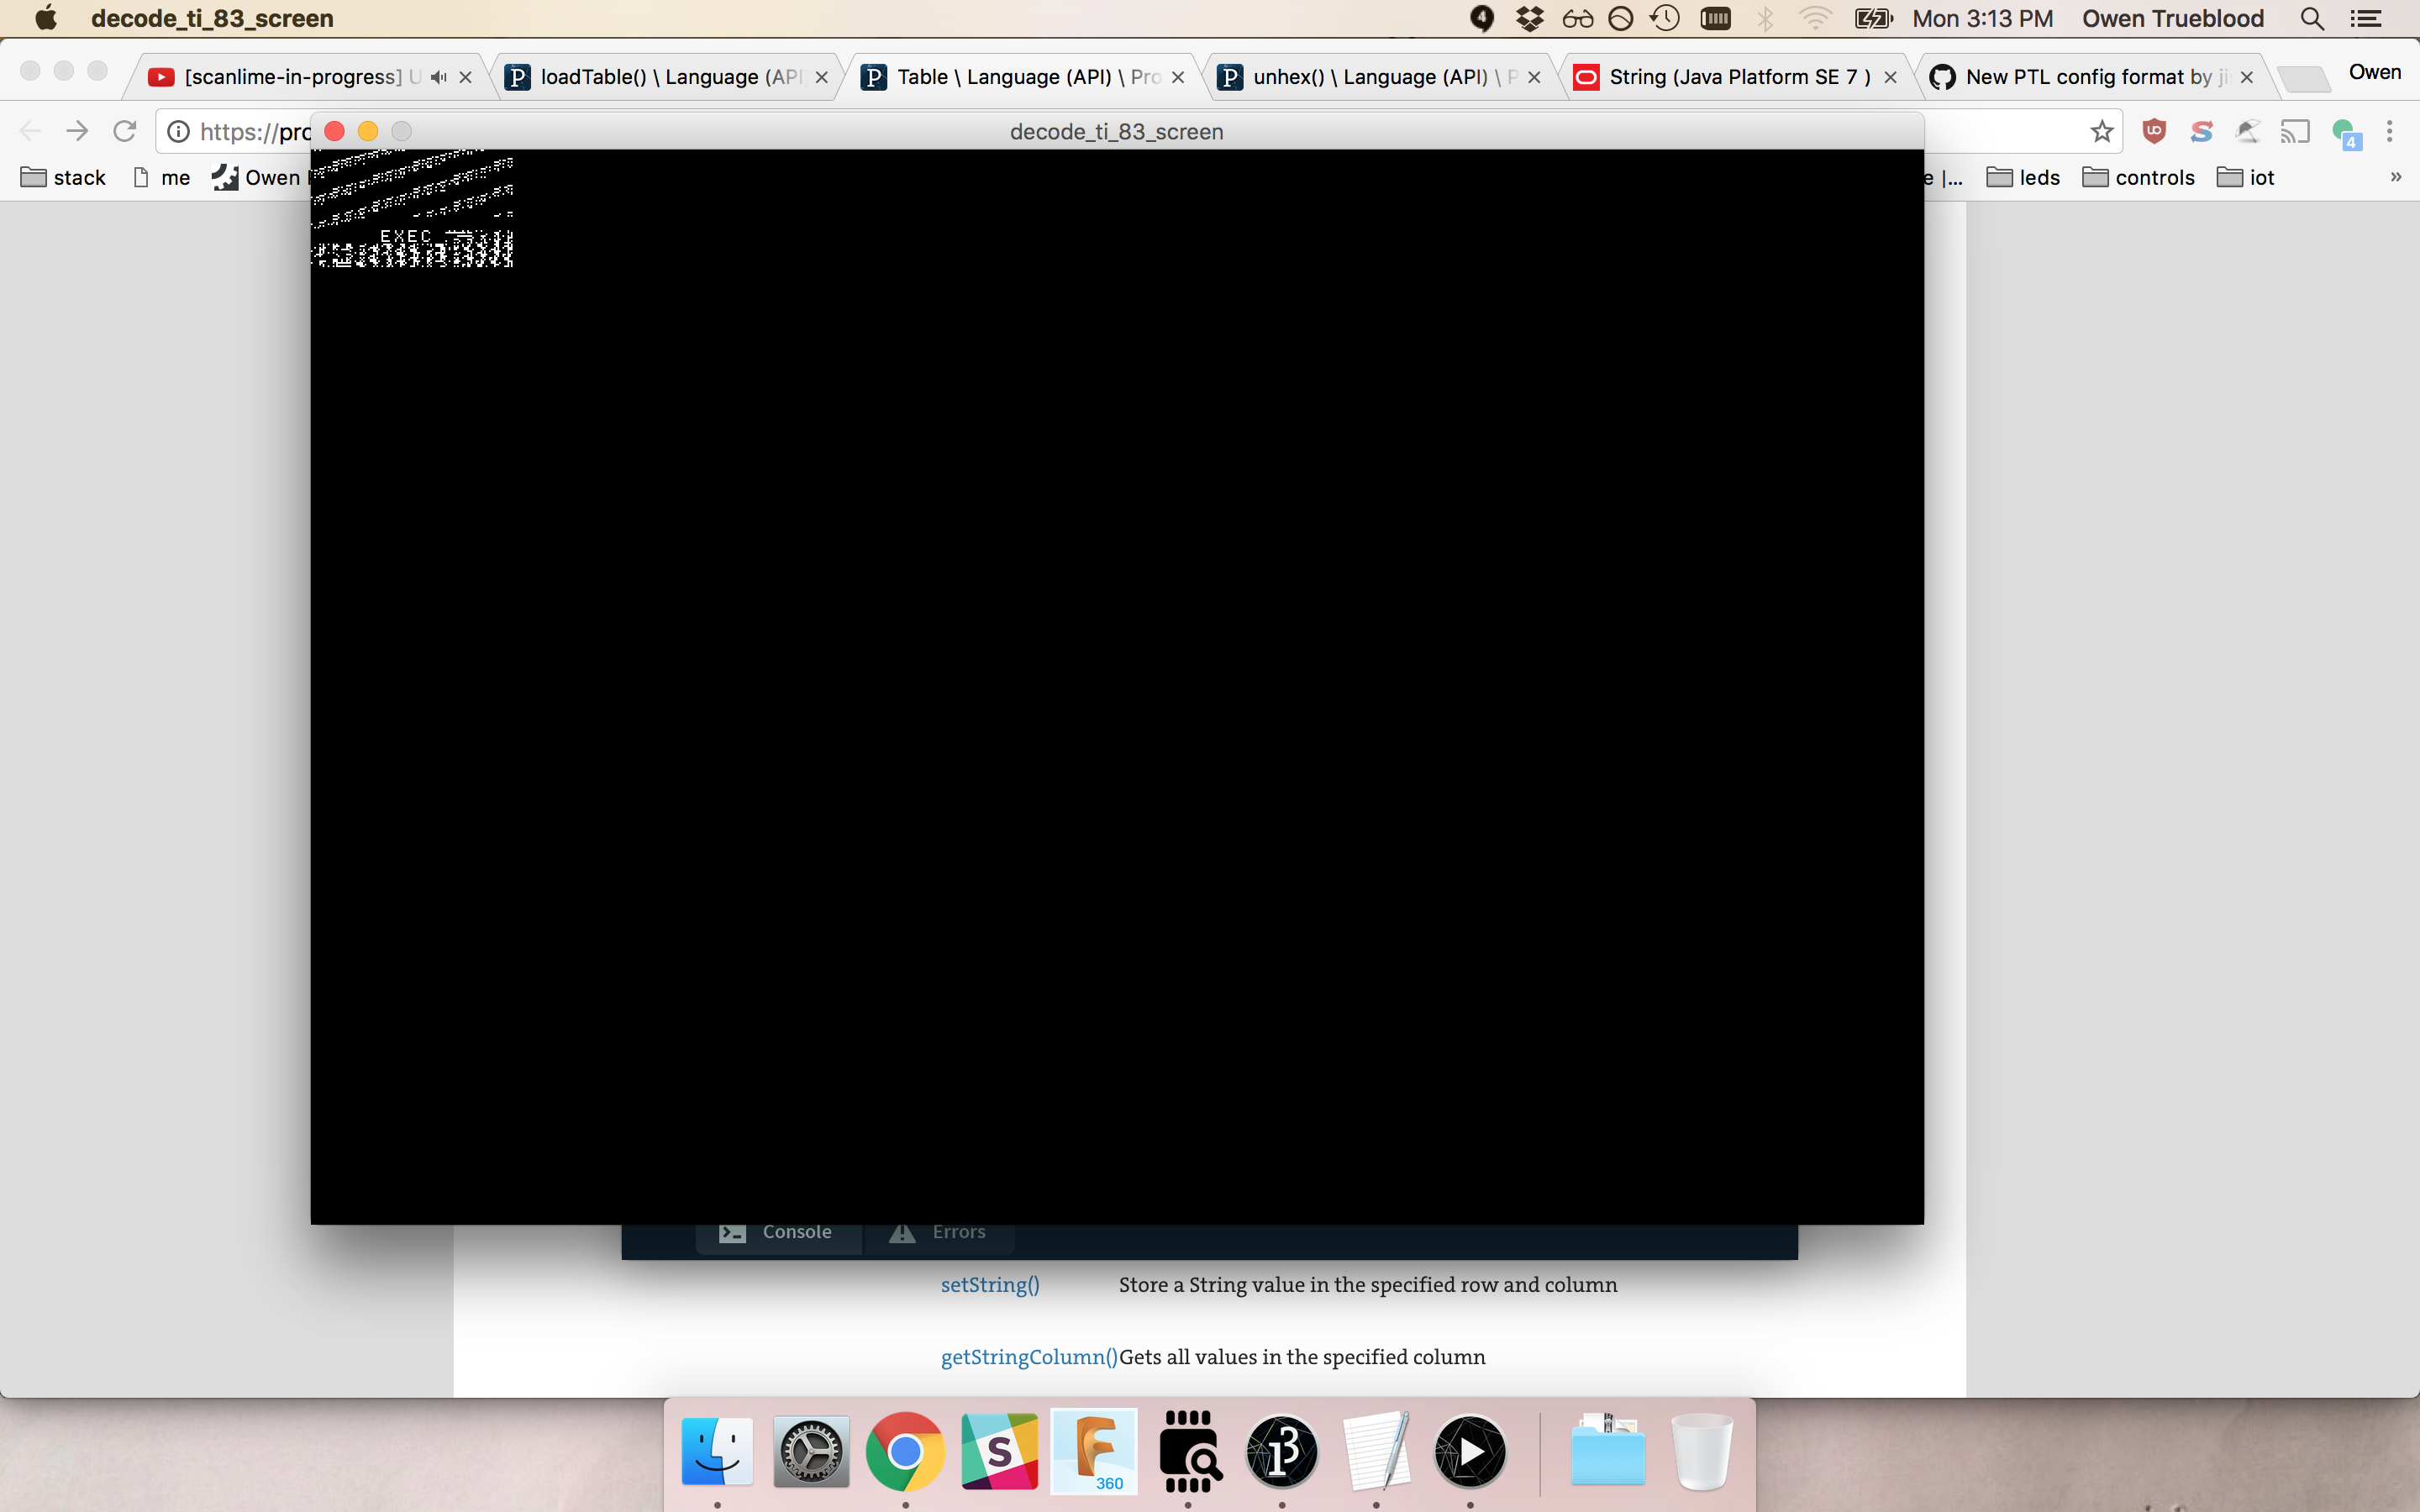 decode_ti_83_screen
4
Mon 3:13 PM
Owen Trueblood
[scanlime-in-progress] U
loadTable() \ Language (API
Table \ Language (API) \ Pro
unhex() \ Language (API) \ P
String (Java Platform SE 7 )
New PTL config format by ji
Owen
https://pro
decode_ti_83_screen
4
stack
me
Owen
e |...
leds
controls
iot
»
EXEC
Console
Errors
setString()
Store a String value in the specified row and column
getStringColumn()
Gets all values in the specified column
S
360